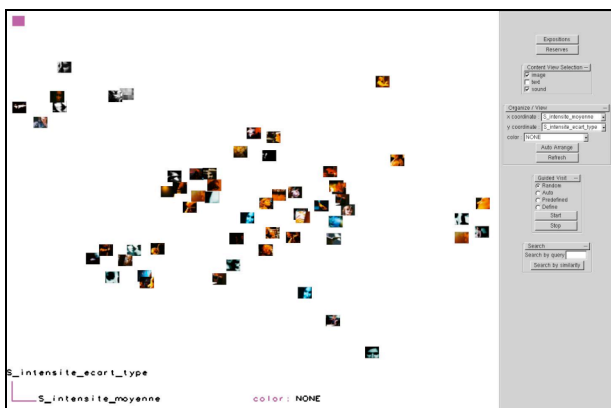 Expositions
Reserves
Content View Selection
image
text
sound
Organize / View
x coordinate : S_intensite_moyenne
y coordinate : S_intensite_ecart_type
color : NONE
Auto Arrange
Refresh
Guided Visit
Random
Auto
Predefined
Define
Start
Stop
Search
Search by query
Search by similarity
S_intensite_ecart_type
S_intensite_moyenne
color: NONE